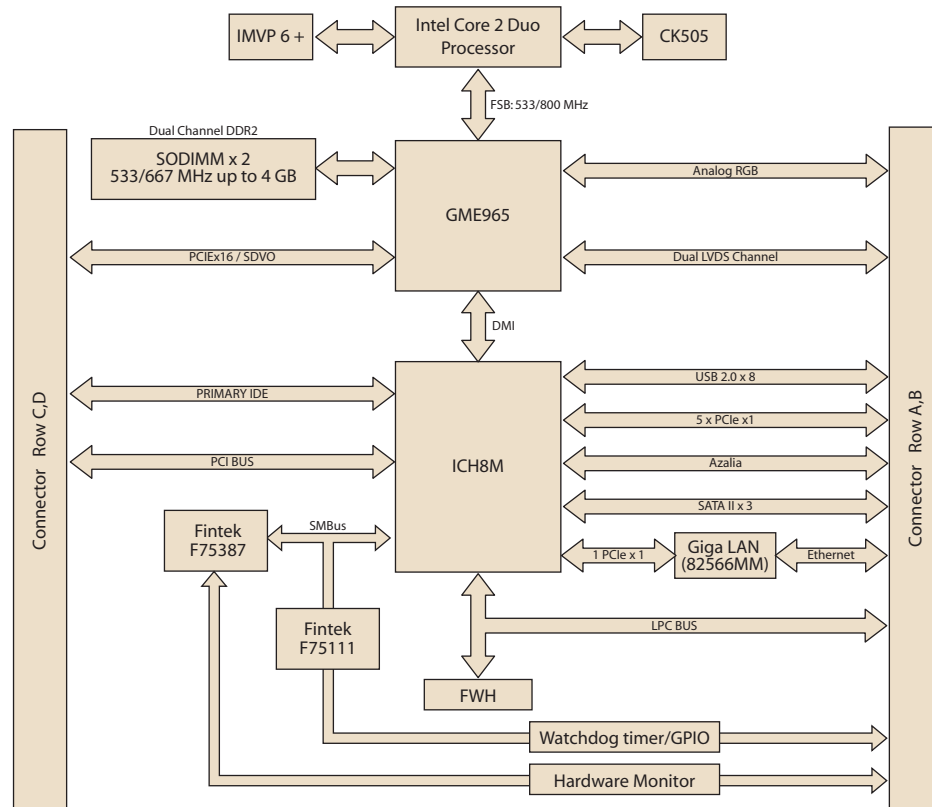 IMVP 6 +
Intel Core 2 Duo
Processor
CK505
FSB: 533/800 MHz
Dual Channel DDR2
SODIMM x 2
533/667 MHz up to 4 GB
GME965
Analog RGB
PCIEx16 / SDVO
Dual LVDS Channel
DMI
Connector Row C,D
Connector Row A,B
PRIMARY IDE
PCI BUS
ICH8M
USB 2.0 x 8
5 x PCIe x1
Azalia
SATA II x 3
Fintek
F75387
SMBus
1 PCIe x 1
Giga LAN
(82566MM)
Ethernet
Fintek
F75111
LPC BUS
FWH
Watchdog timer/GPIO
Hardware Monitor